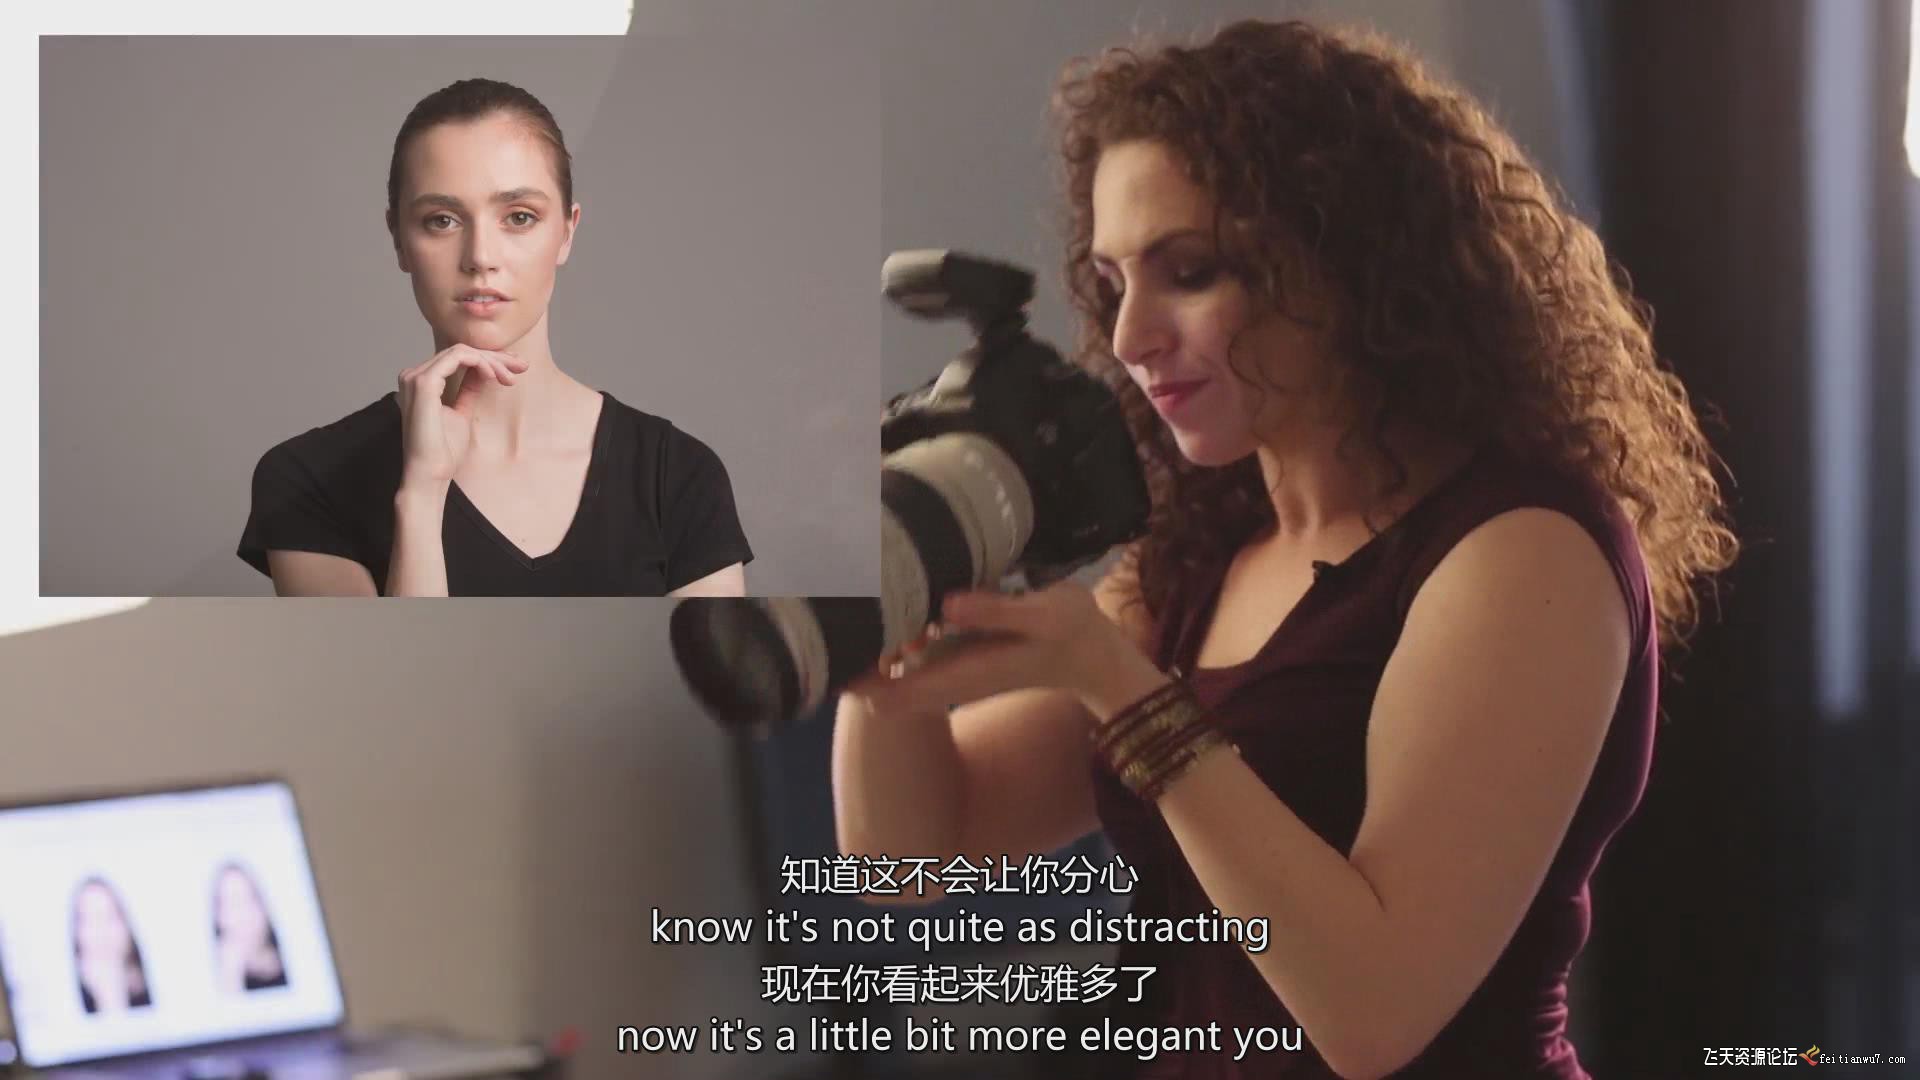 知道这不会让你分心
know it's not quite as distracting
现在你看起来优雅多了
now it's a little bit more elegant you
飞天资源论坛 feitianwu7.com